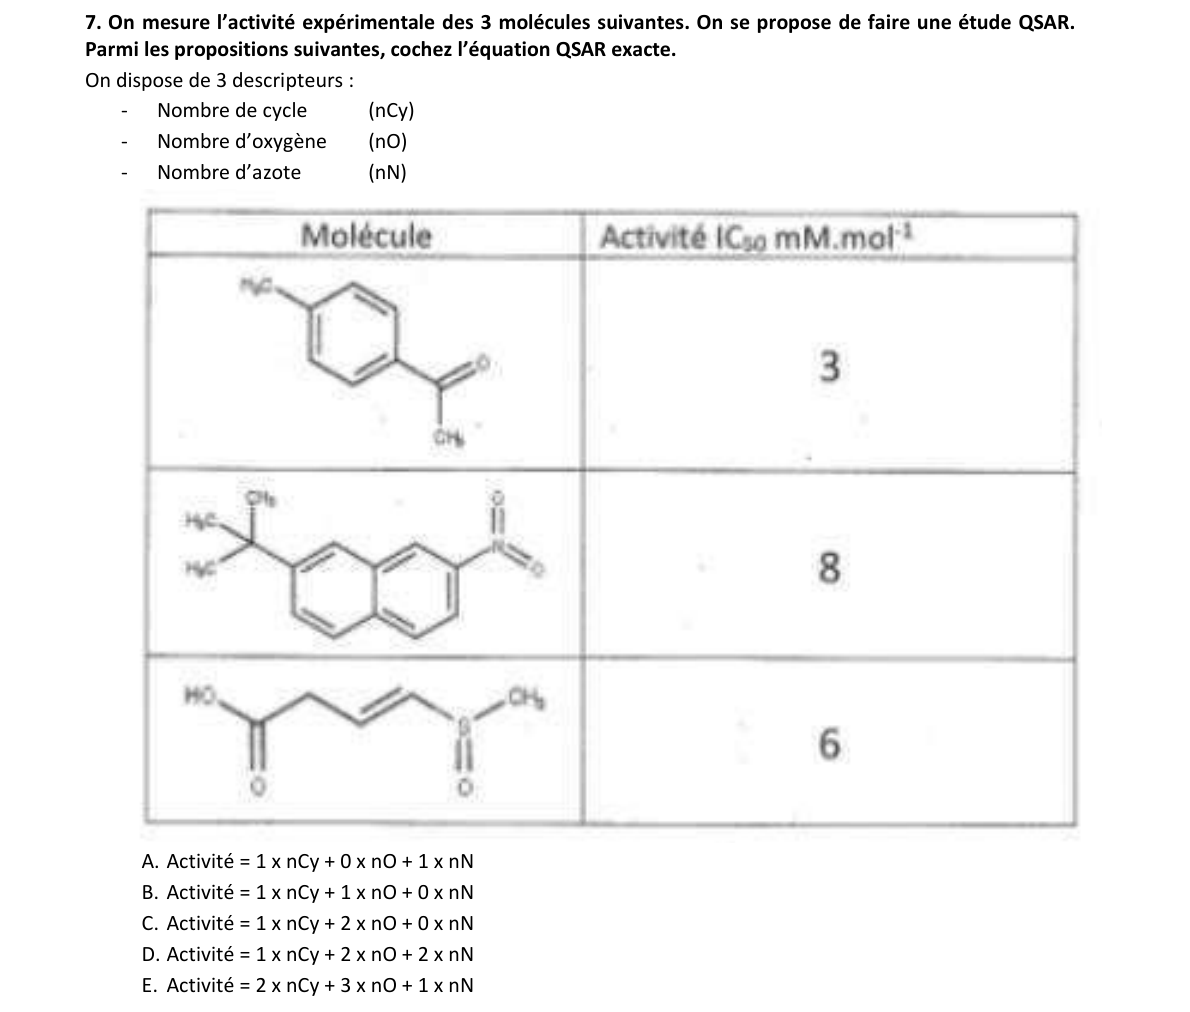 7. On mesure l’activité expérimentale des 3 molécules suivantes. On se propose de faire une étude QSAR.
Parmi les propositions suivantes, cochez l’équation QSAR exacte.
On dispose de 3 descripteurs :
- Nombre de cycle (nCy)
- Nombre d’oxygène (nO)
- Nombre d’azote (nN)
Molécule Activité IC₅₀ mM.mol⁻¹
H₃C
O
3
CH₃
CH₃
O
H₃C
N
H₃C
O
8
HO
CH₃
S
6
O
O
A. Activité = 1 x nCy + 0 x nO + 1 x nN
B. Activité = 1 x nCy + 1 x nO + 0 x nN
C. Activité = 1 x nCy + 2 x nO + 0 x nN
D. Activité = 1 x nCy + 2 x nO + 2 x nN
E. Activité = 2 x nCy + 3 x nO + 1 x nN